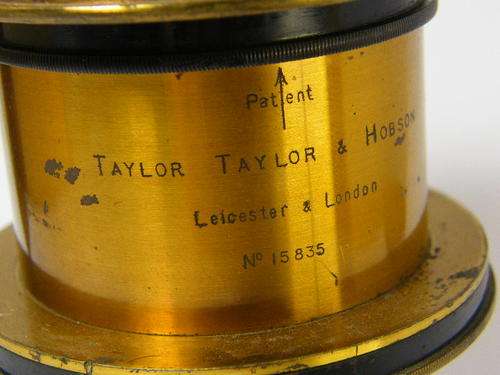 Patent
TAYLOR TAYLOR & HOBSON
Leicester & London
No 15835